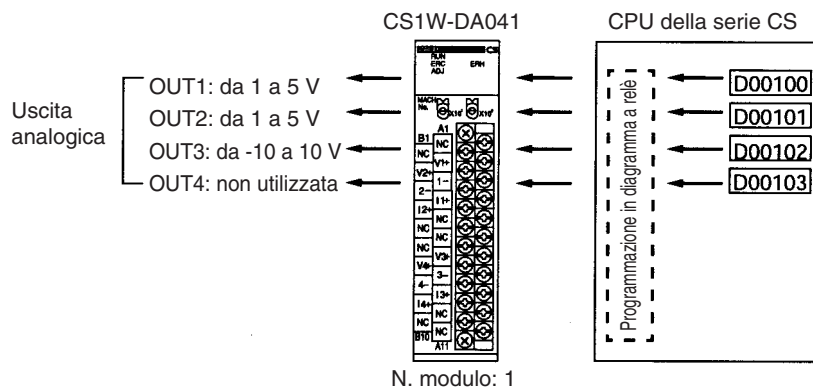 CS1W-DA041
CPU della serie CS
CS
RUN
ERC
ADJ
ERH
Uscita
analogica
OUT1: da 1 a 5 V
OUT2: da 1 a 5 V
OUT3: da -10 a 10 V
OUT4: non utilizzata
MACH
No.
X10¹
X10⁰
B1
NC
V2+
2−
I2+
NC
NC
V4+
4−
I4+
NC
B10
A1
NC
V1+
1−
I1+
NC
NC
V3+
3−
I3+
NC
NC
A11
Programmazione in diagramma a relè
D00100
D00101
D00102
D00103
N. modulo: 1